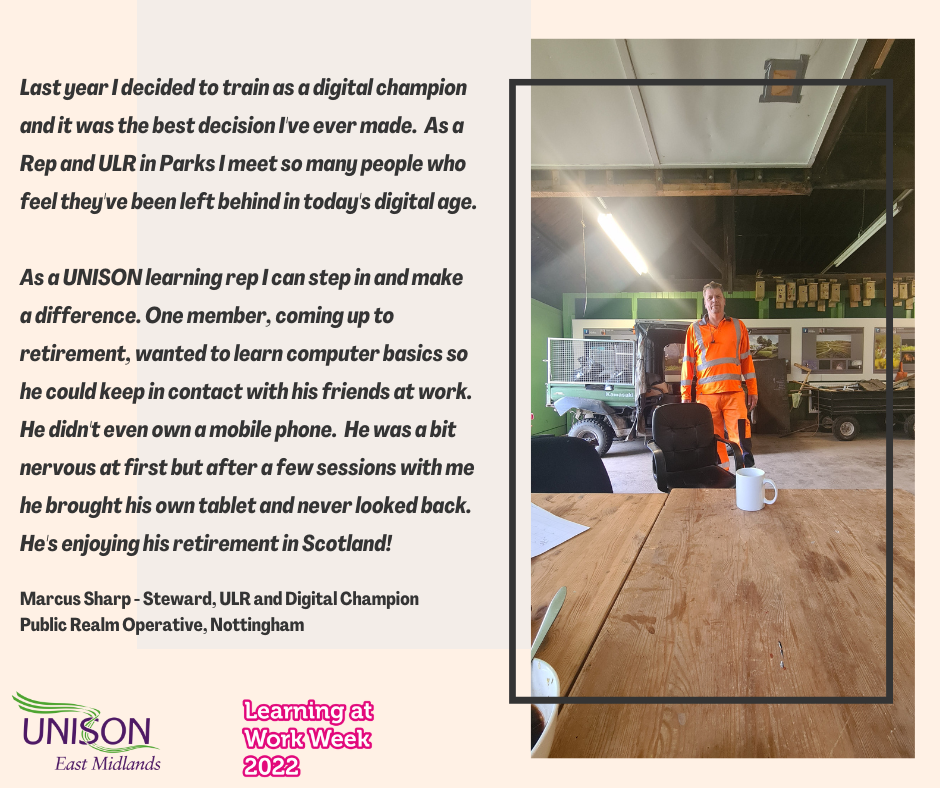 Last year I decided to train as a digital champion
and it was the best decision I've ever made.  As a
Rep and ULR in Parks I meet so many people who
feel they've been left behind in today's digital age.
As a UNISON learning rep I can step in and make
a difference. One member, coming up to
retirement, wanted to learn computer basics so
he could keep in contact with his friends at work.
He didn't even own a mobile phone.  He was a bit
nervous at first but after a few sessions with me
he brought his own tablet and never looked back.
He's enjoying his retirement in Scotland!
Marcus Sharp - Steward, ULR and Digital Champion
Public Realm Operative, Nottingham
UNISON
East Midlands
Learning at
Work Week
2022
Kawasaki